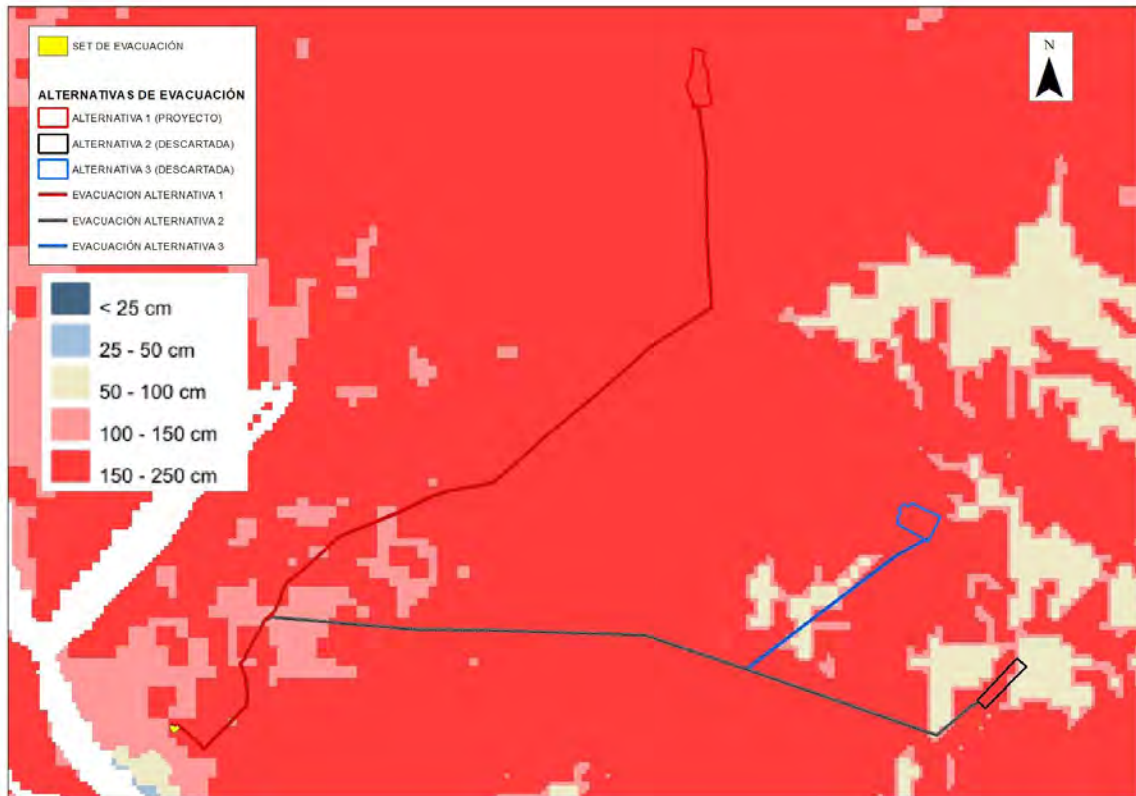 SET DE EVACUACIÓN
ALTERNATIVAS DE EVACUACIÓN
ALTERNATIVA 1 (PROYECTO)
ALTERNATIVA 2 (DESCARTADA)
ALTERNATIVA 3 (DESCARTADA)
EVACUACION ALTERNATIVA 1
EVACUACIÓN ALTERNATIVA 2
EVACUACIÓN ALTERNATIVA 3
< 25 cm
25 - 50 cm
50 - 100 cm
100 - 150 cm
150 - 250 cm
N